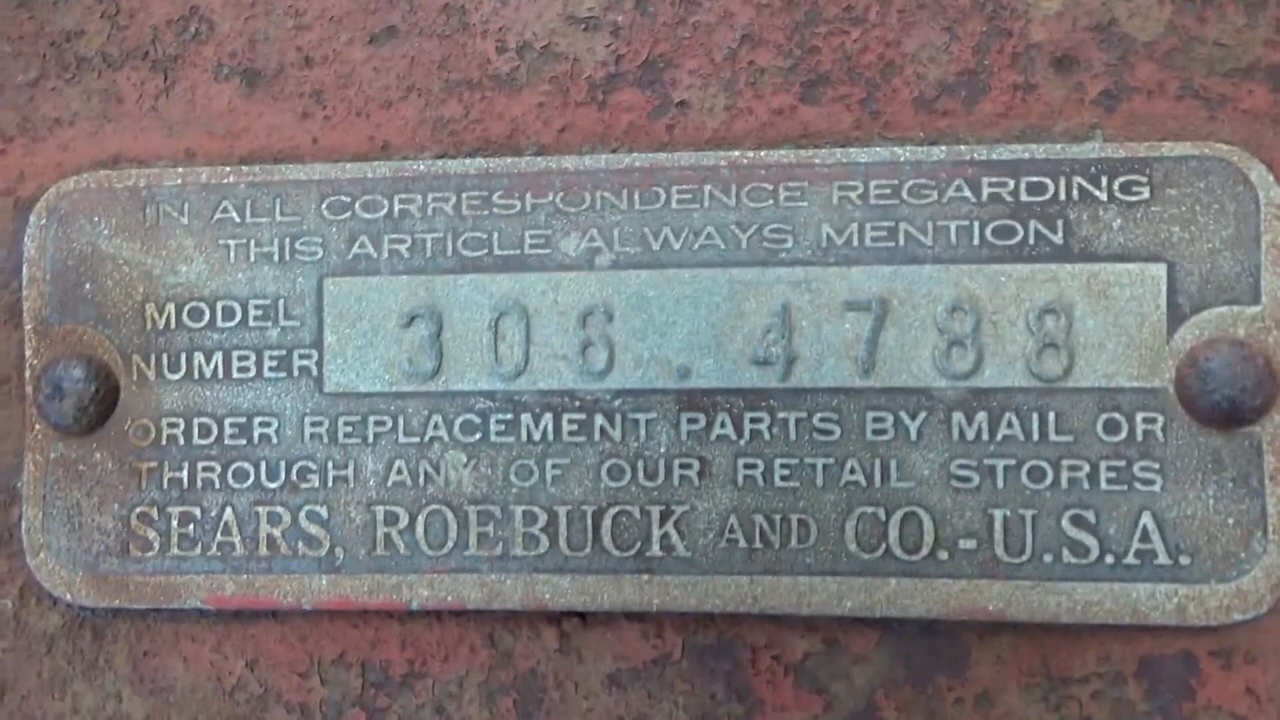 IN ALL CORRESPONDENCE REGARDING
THIS ARTICLE ALWAYS MENTION
MODEL NUMBER 306.4788
ORDER REPLACEMENT PARTS BY MAIL OR
THROUGH ANY OF OUR RETAIL STORES
SEARS, ROEBUCK AND CO.-U.S.A.